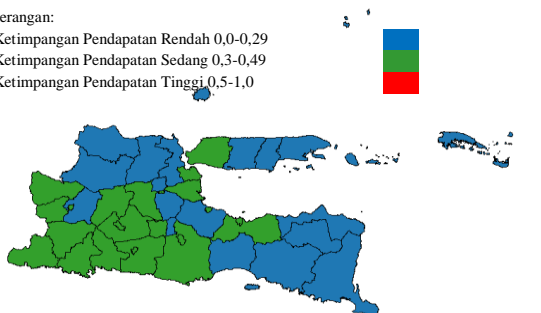 erangan:
Ketimpangan Pendapatan Rendah 0,0-0,29
Ketimpangan Pendapatan Sedang 0,3-0,49
Ketimpangan Pendapatan Tinggi 0,5-1,0